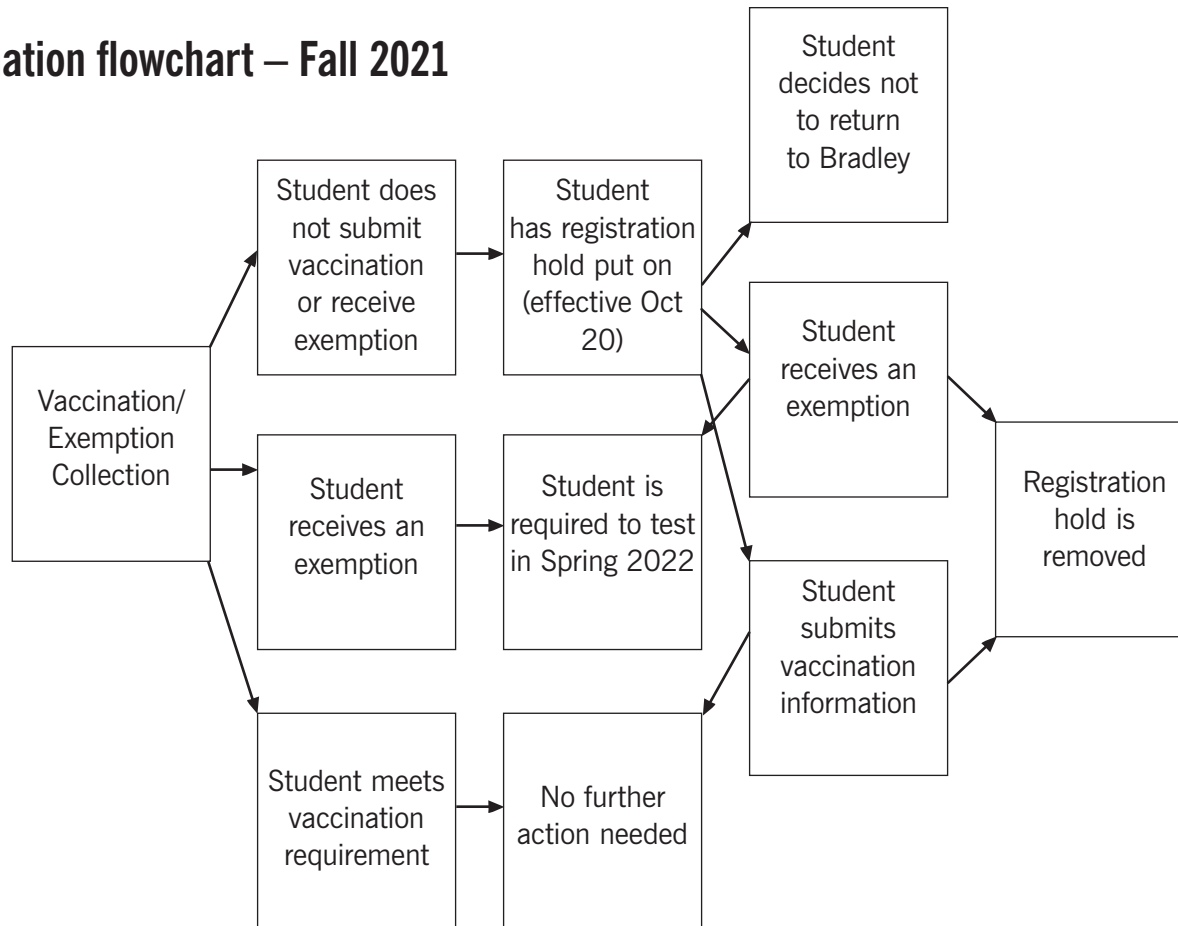 ation flowchart – Fall 2021
Student
decides not
to return
to Bradley
Student does
not submit
vaccination
or receive
exemption
Student
has registration
hold put on
(effective Oct
20)
Student
receives an
exemption
Vaccination/
Exemption
Collection
Student
receives an
exemption
Student is
required to test
in Spring 2022
Registration
hold is
removed
Student
submits
vaccination
information
Student meets
vaccination
requirement
No further
action needed